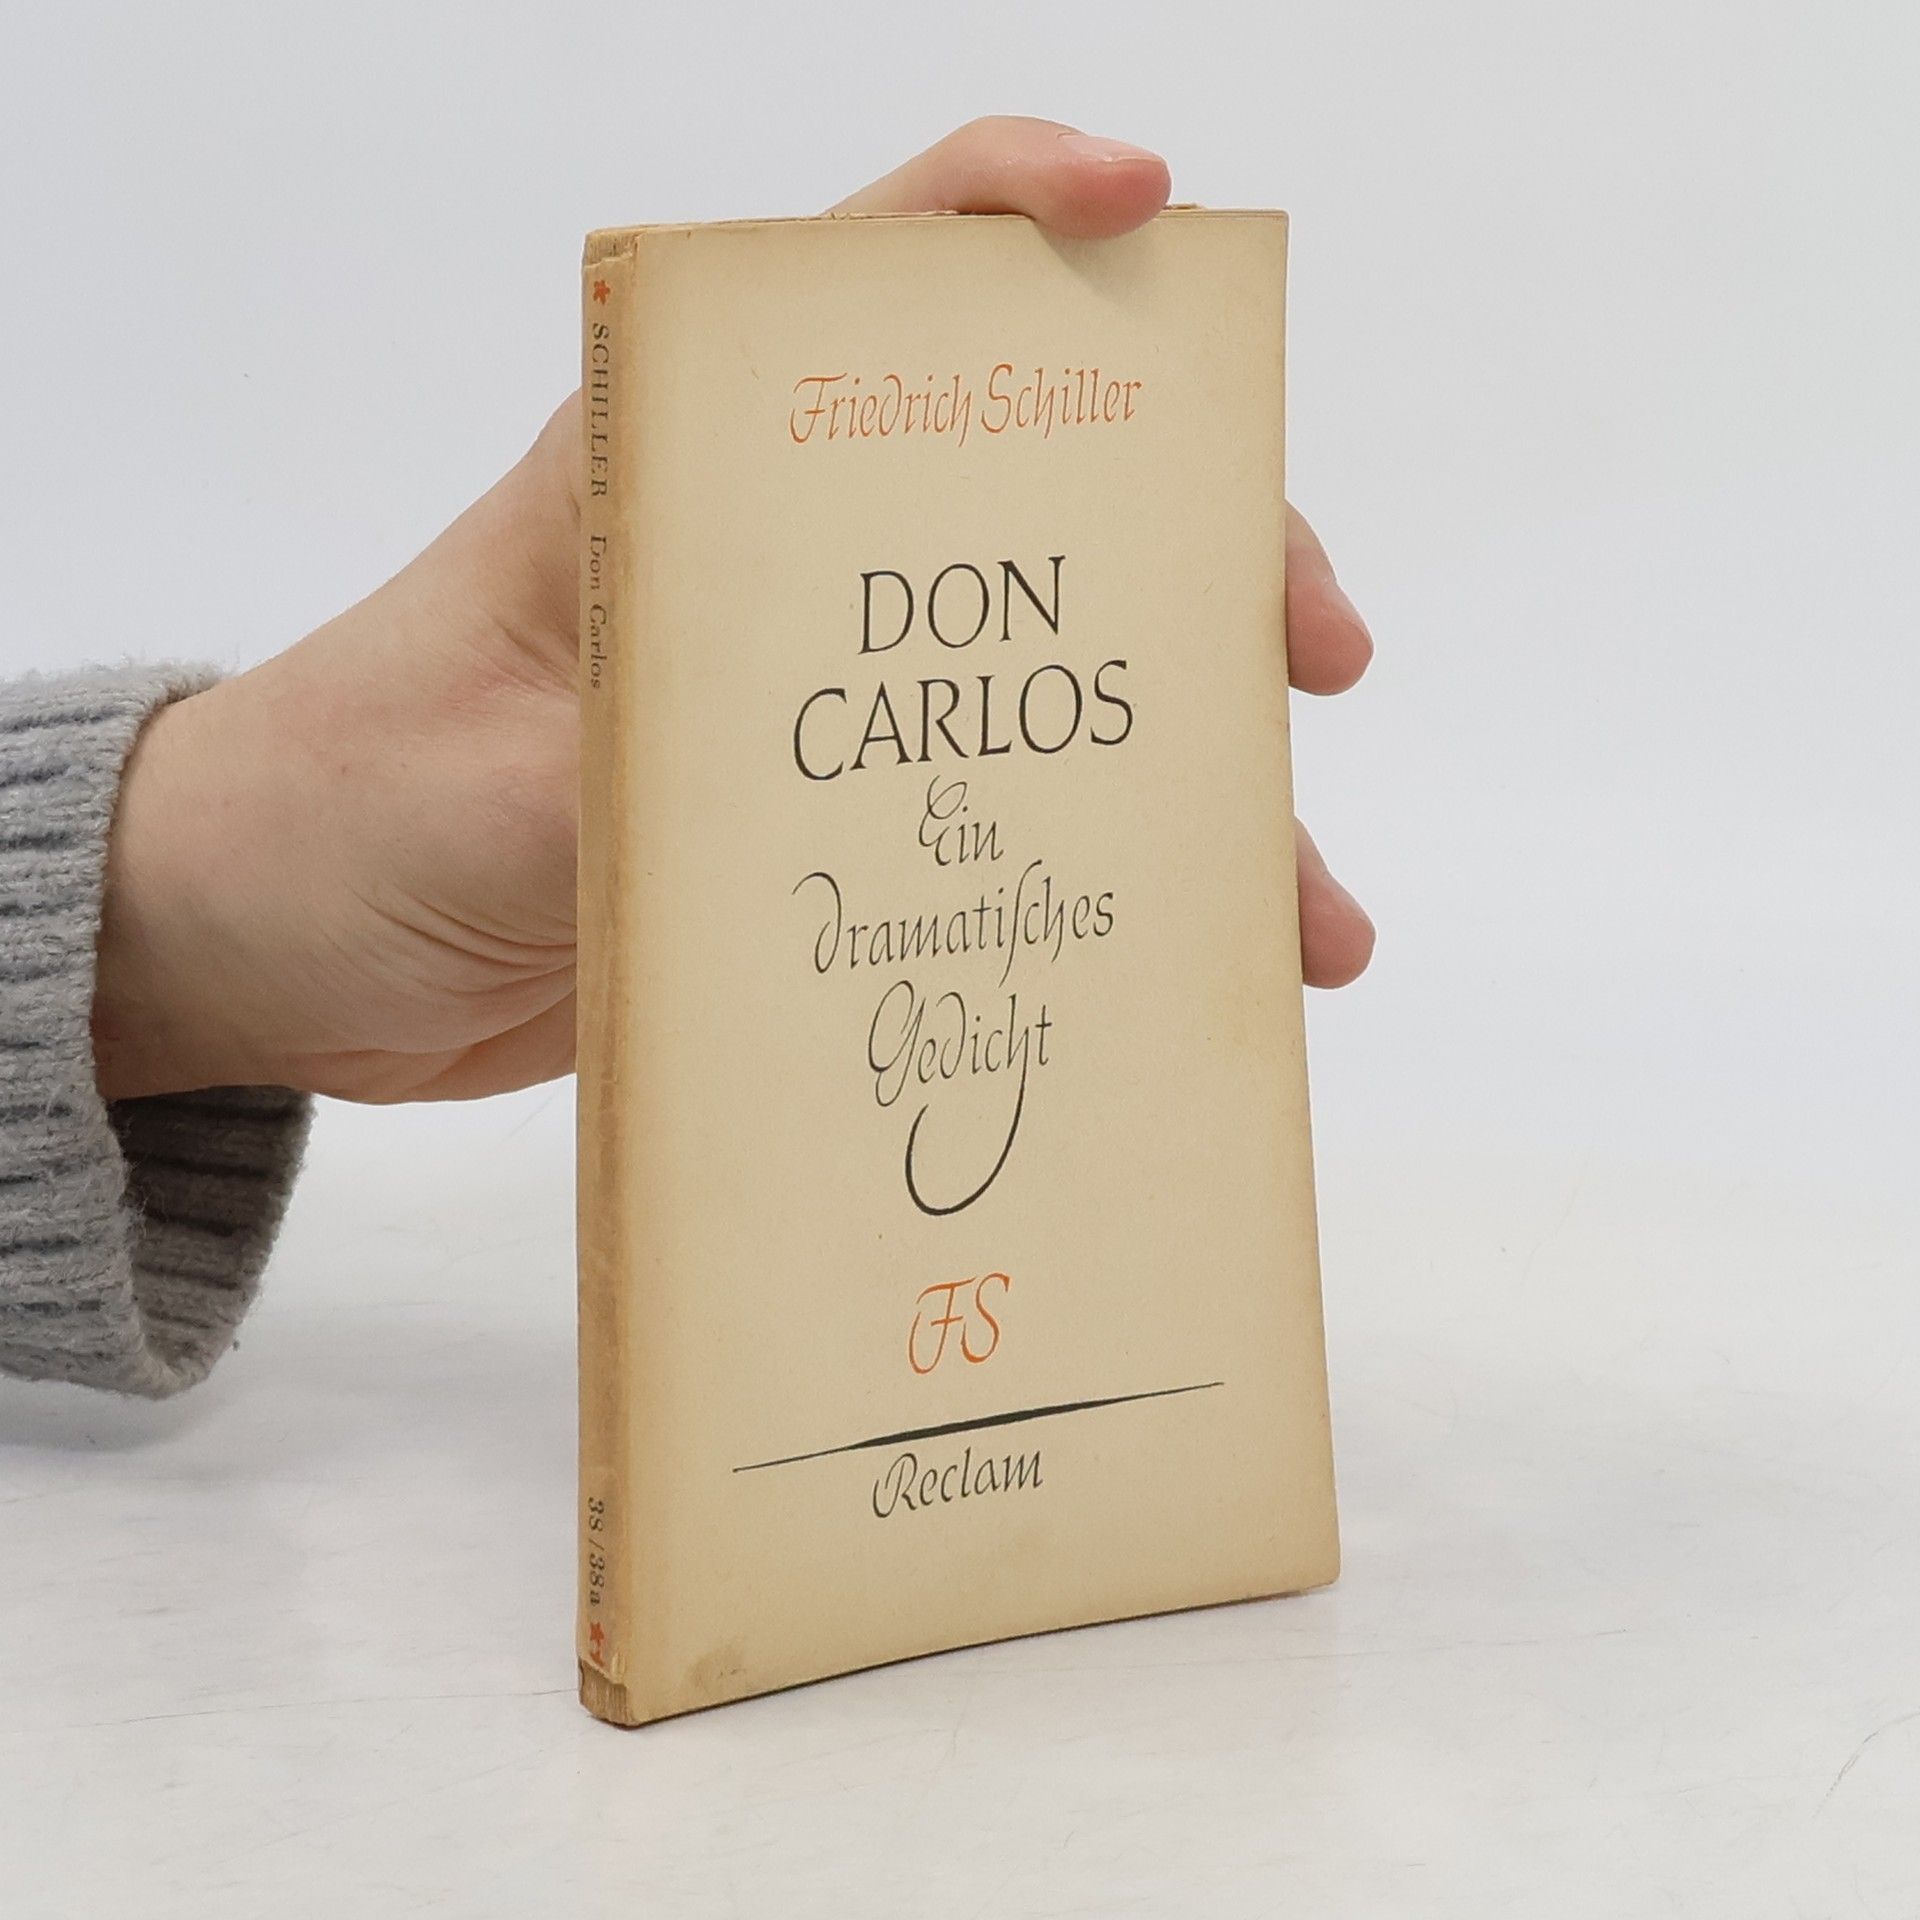 Friedrich Schiller
DON
CARLOS
Ein
dramatiſches
Gedicht
FS
Reclam
SCHILLER Don Carlos 38/38a